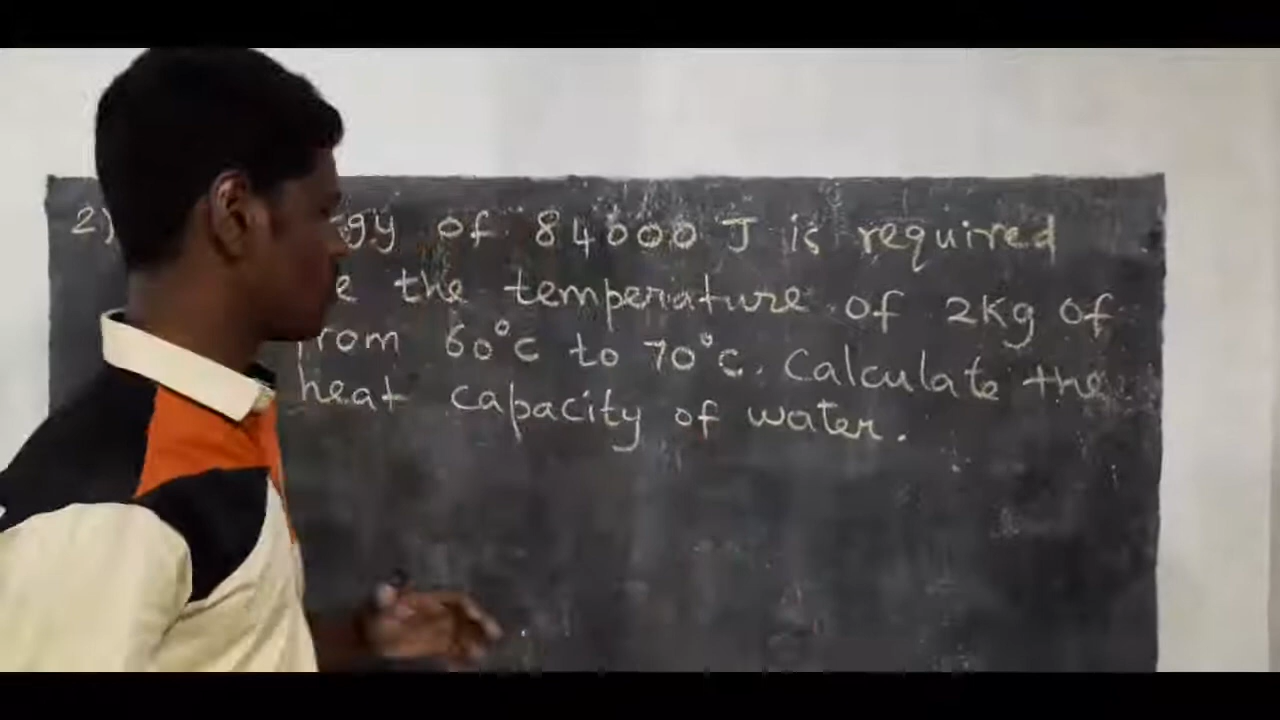 2) gy of 84000 J is required
e the temperature of 2Kg of
from 60°c to 70°c. Calculate the
heat capacity of water.